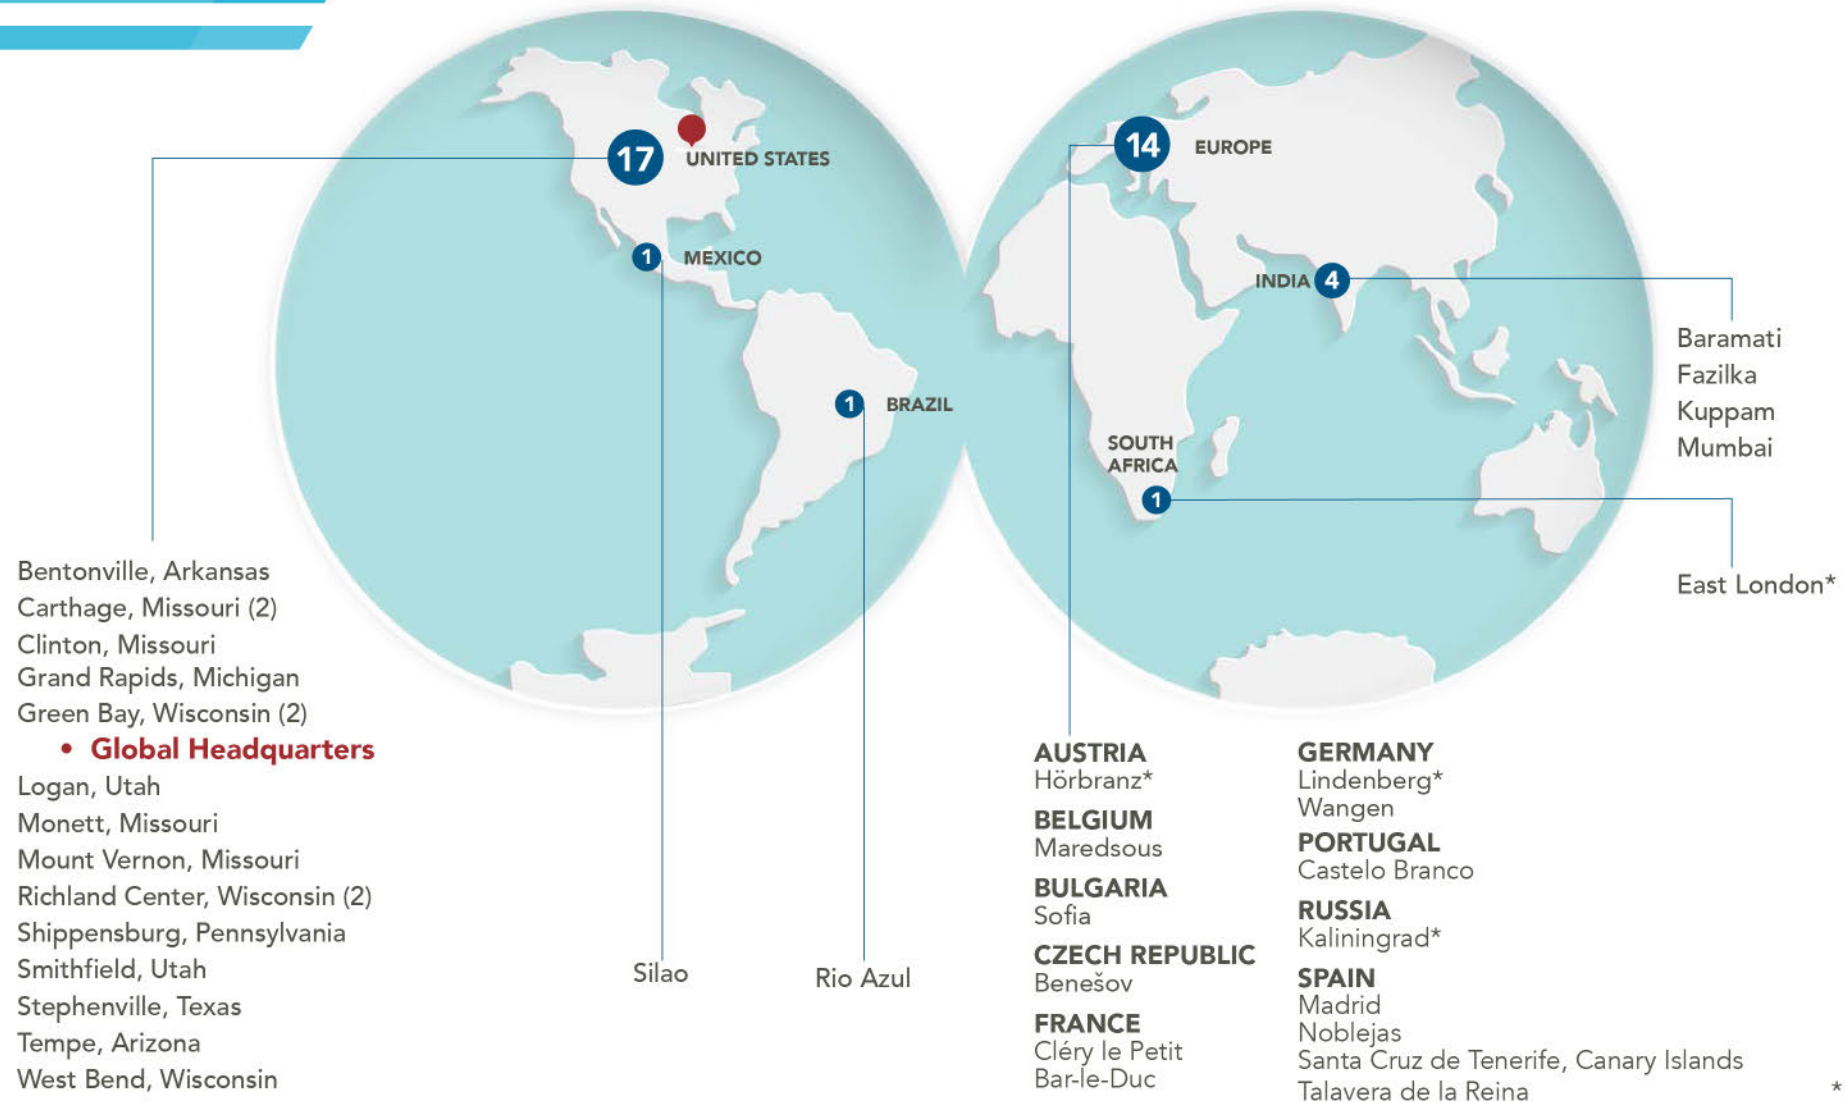 17
UNITED STATES
1
MEXICO
1
BRAZIL
14
EUROPE
INDIA
4
SOUTH
AFRICA
1
Baramati
Fazilka
Kuppam
Mumbai
East London*
Bentonville, Arkansas
Carthage, Missouri (2)
Clinton, Missouri
Grand Rapids, Michigan
Green Bay, Wisconsin (2)
• Global Headquarters
Logan, Utah
Monett, Missouri
Mount Vernon, Missouri
Richland Center, Wisconsin (2)
Shippensburg, Pennsylvania
Smithfield, Utah
Stephenville, Texas
Tempe, Arizona
West Bend, Wisconsin
Silao
Rio Azul
AUSTRIA
Hörbranz*
BELGIUM
Maredsous
BULGARIA
Sofia
CZECH REPUBLIC
Benešov
FRANCE
Cléry le Petit
Bar-le-Duc
GERMANY
Lindenberg*
Wangen
PORTUGAL
Castelo Branco
RUSSIA
Kaliningrad*
SPAIN
Madrid
Noblejas
Santa Cruz de Tenerife, Canary Islands
Talavera de la Reina
*